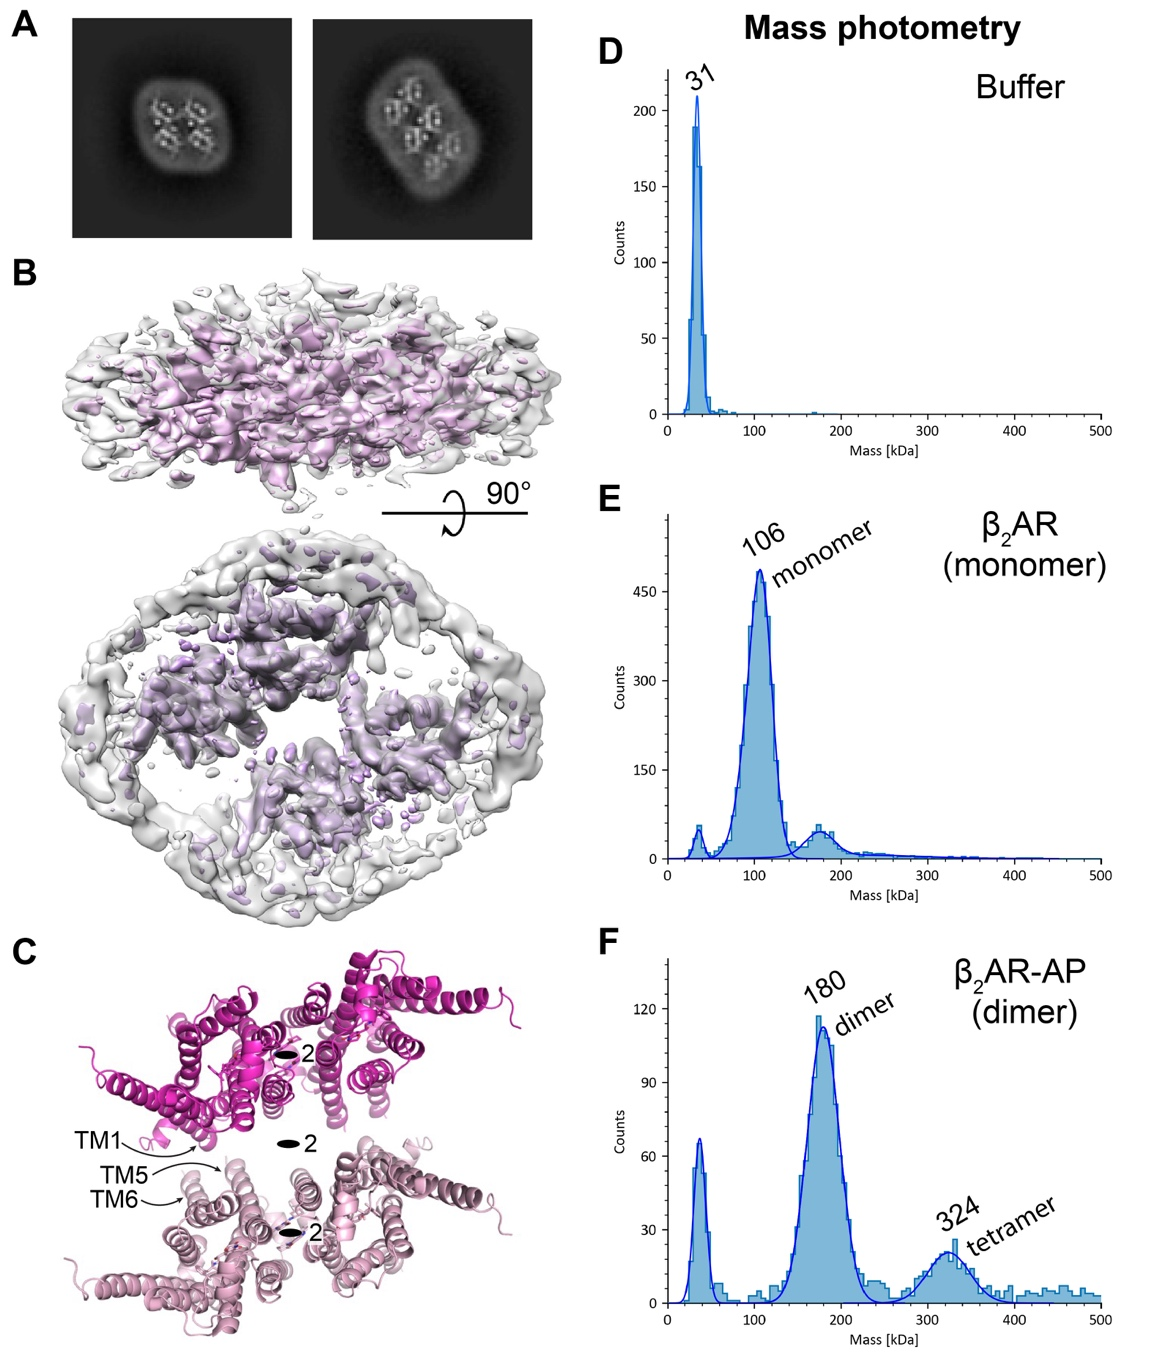 A
B
90°
C
2
2
TM1
TM5
TM6
2
Mass photometry
D
31
Buffer
200
150
100
50
0
Counts
0 100 200 300 400 500
Mass [kDa]
E
106
monomer
β₂AR
(monomer)
450
300
150
0
Counts
0 100 200 300 400 500
Mass [kDa]
F
180
dimer
β₂AR-AP
(dimer)
324
tetramer
120
90
60
30
0
Counts
0 100 200 300 400 500
Mass [kDa]